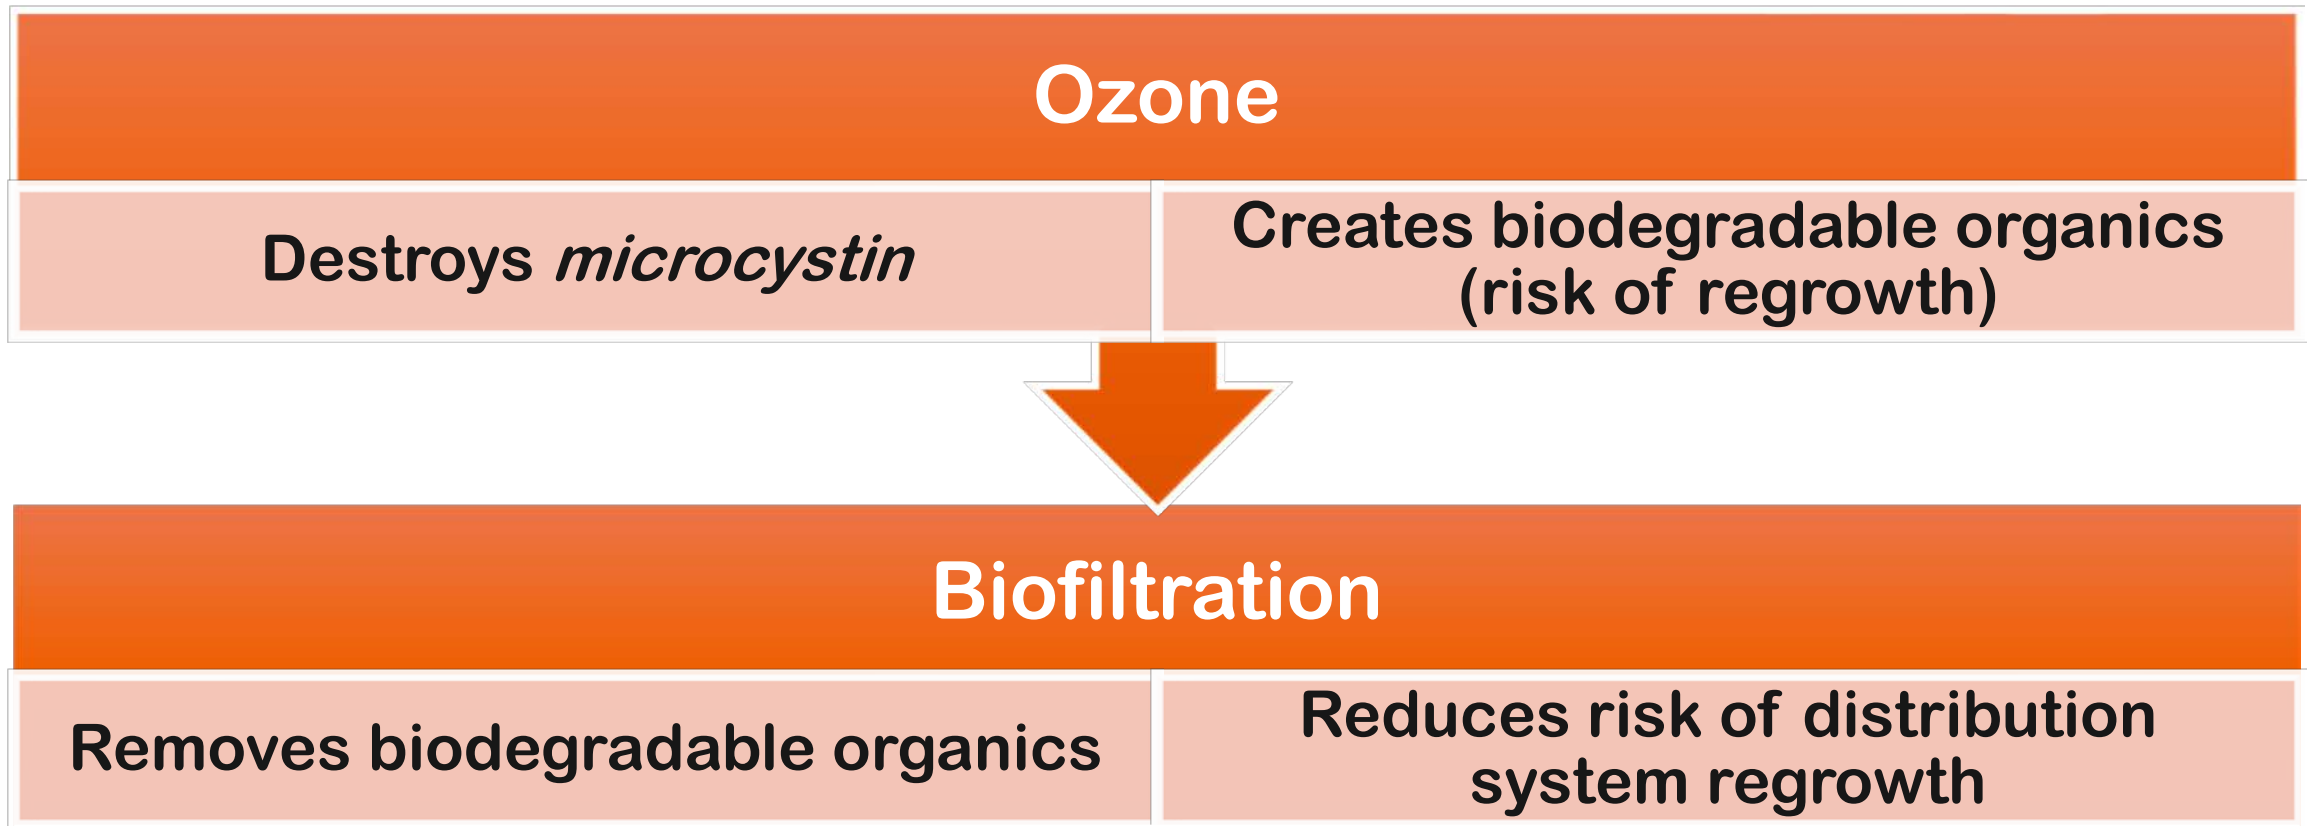 Ozone
Destroys microcystin
Creates biodegradable organics
(risk of regrowth)
Biofiltration
Removes biodegradable organics
Reduces risk of distribution
system regrowth